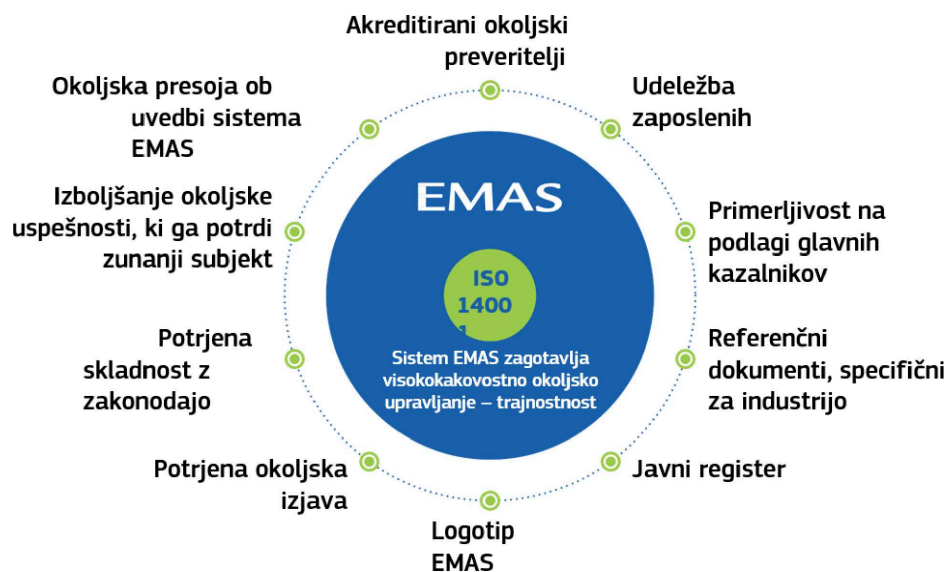 Akreditirani okoljski
preveritelji
Udeležba
zaposlenih
Primerljivost na
podlagi glavnih
kazalnikov
Referenčni
dokumenti, specifični
za industrijo
Javni register
Logotip
EMAS
Potrjena okoljska
izjava
Potrjena
skladnost z
zakonodajo
Izboljšanje okoljske
uspešnosti, ki ga potrdi
zunanji subjekt
Okoljska presoja ob
uvedbi sistema
EMAS
EMAS
ISO
1400
1
Sistem EMAS zagotavlja
visokokakovostno okoljsko
upravljanje – trajnostnost